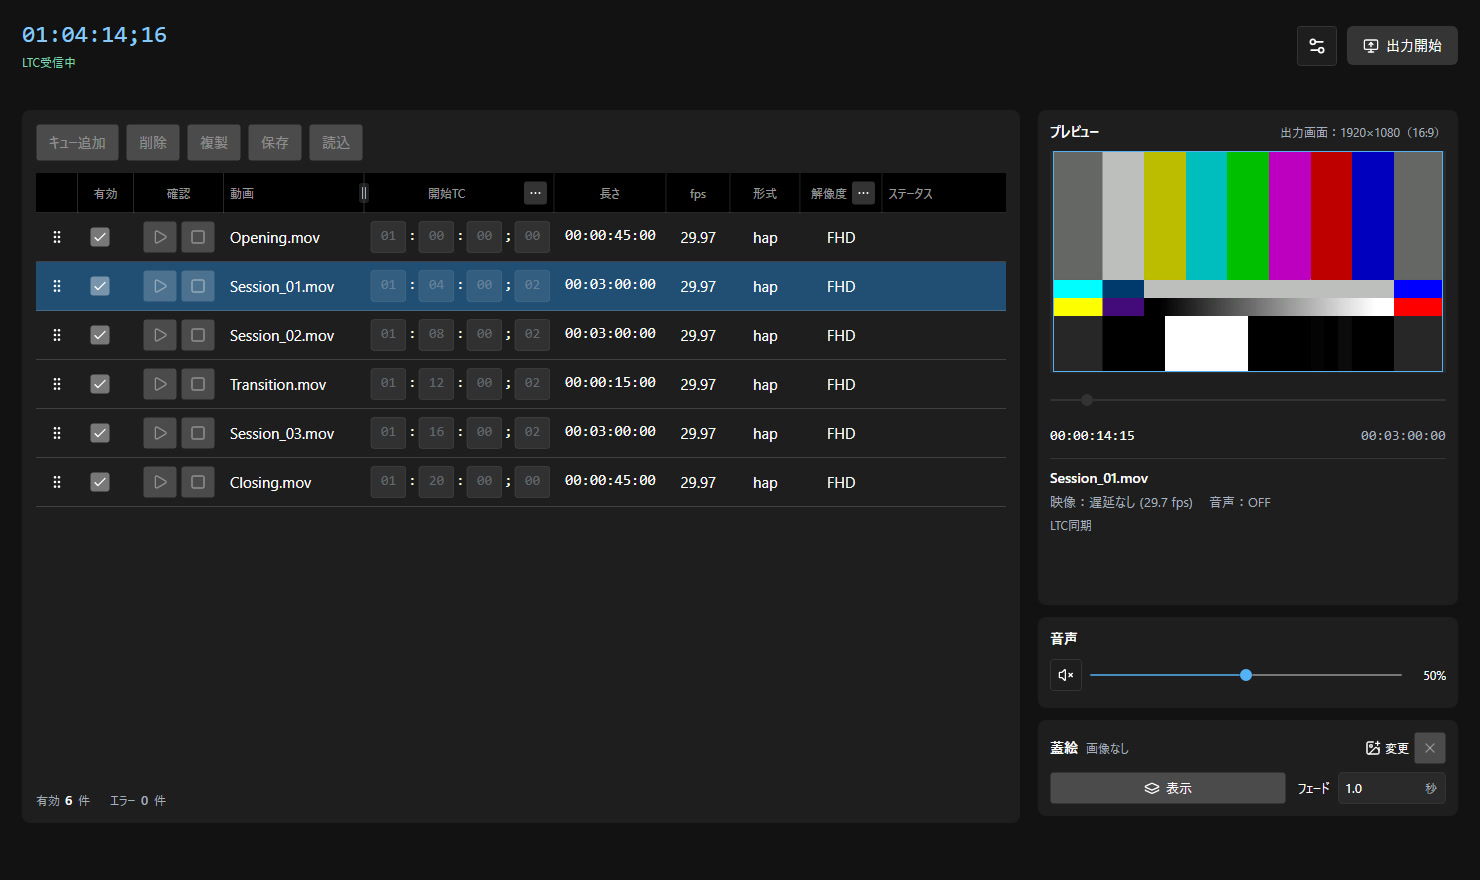 01:04:14;16
LTC受信中
出力開始
キュー追加 削除 複製 保存 読込
有効 確認 動画 開始TC ... 長さ fps 形式 解像度 ... ステータス
Opening.mov 01 : 00 : 00 ; 00 00:00:45:00 29.97 hap FHD
Session_01.mov 01 : 04 : 00 ; 02 00:03:00:00 29.97 hap FHD
Session_02.mov 01 : 08 : 00 ; 02 00:03:00:00 29.97 hap FHD
Transition.mov 01 : 12 : 00 ; 02 00:00:15:00 29.97 hap FHD
Session_03.mov 01 : 16 : 00 ; 02 00:03:00:00 29.97 hap FHD
Closing.mov 01 : 20 : 00 ; 00 00:00:45:00 29.97 hap FHD
有効 6 件 エラー 0 件
プレビュー 出力画面：1920×1080（16:9）
00:00:14:15 00:03:00:00
Session_01.mov
映像：遅延なし (29.7 fps) 音声：OFF
LTC同期
音声
50%
蓋絵 画像なし 変更
表示 フェード 1.0 秒